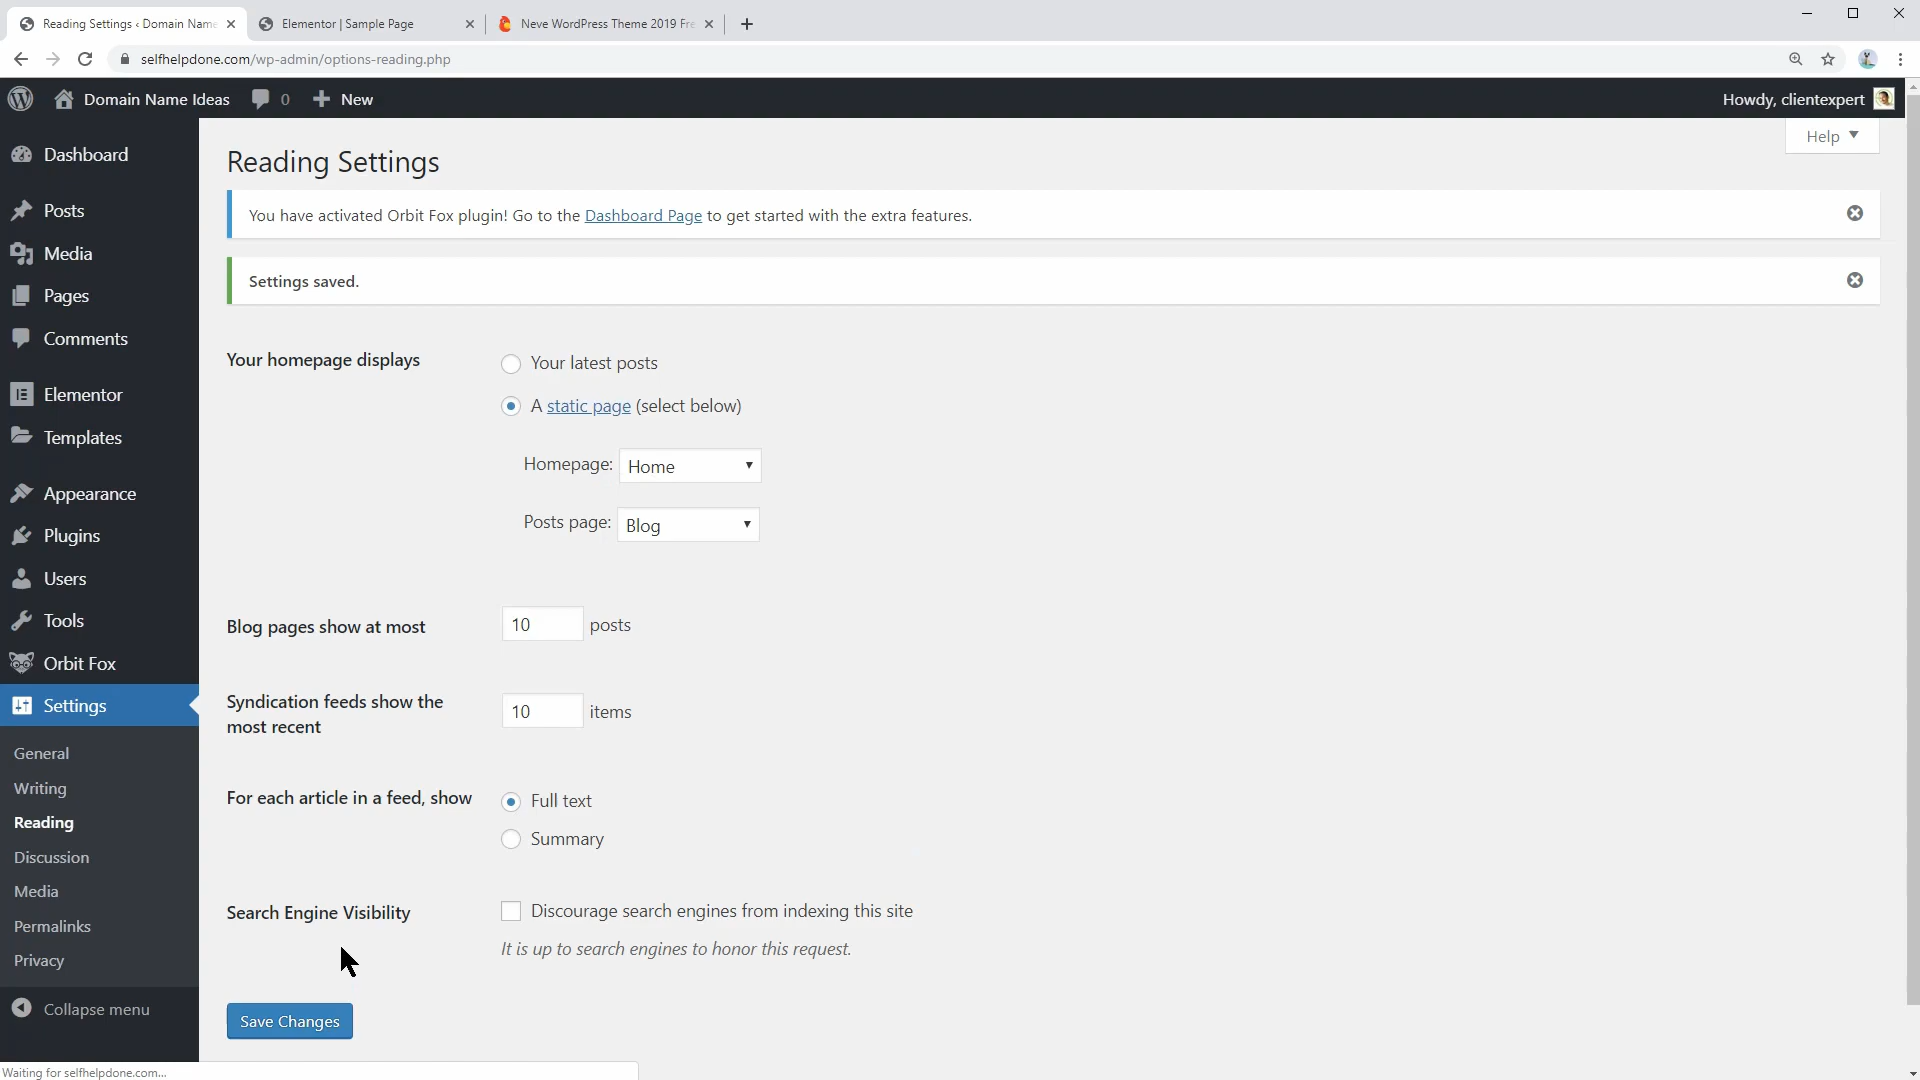 Reading Settings ‹ Domain Name
Elementor | Sample Page
Neve WordPress Theme 2019 Fre
selfhelpdone.com/wp-admin/options-reading.php
Domain Name Ideas
0
New
Howdy, clientexpert
Help
Dashboard
Posts
Media
Pages
Comments
Elementor
Templates
Appearance
Plugins
Users
Tools
Orbit Fox
Settings
General
Writing
Reading
Discussion
Media
Permalinks
Privacy
Collapse menu
Reading Settings
You have activated Orbit Fox plugin! Go to the Dashboard Page to get started with the extra features.
Settings saved.
Your homepage displays
Your latest posts
A static page (select below)
Homepage: Home
Posts page: Blog
Blog pages show at most
10 posts
Syndication feeds show the
most recent
10 items
For each article in a feed, show
Full text
Summary
Search Engine Visibility
Discourage search engines from indexing this site
It is up to search engines to honor this request.
Save Changes
Waiting for selfhelpdone.com...